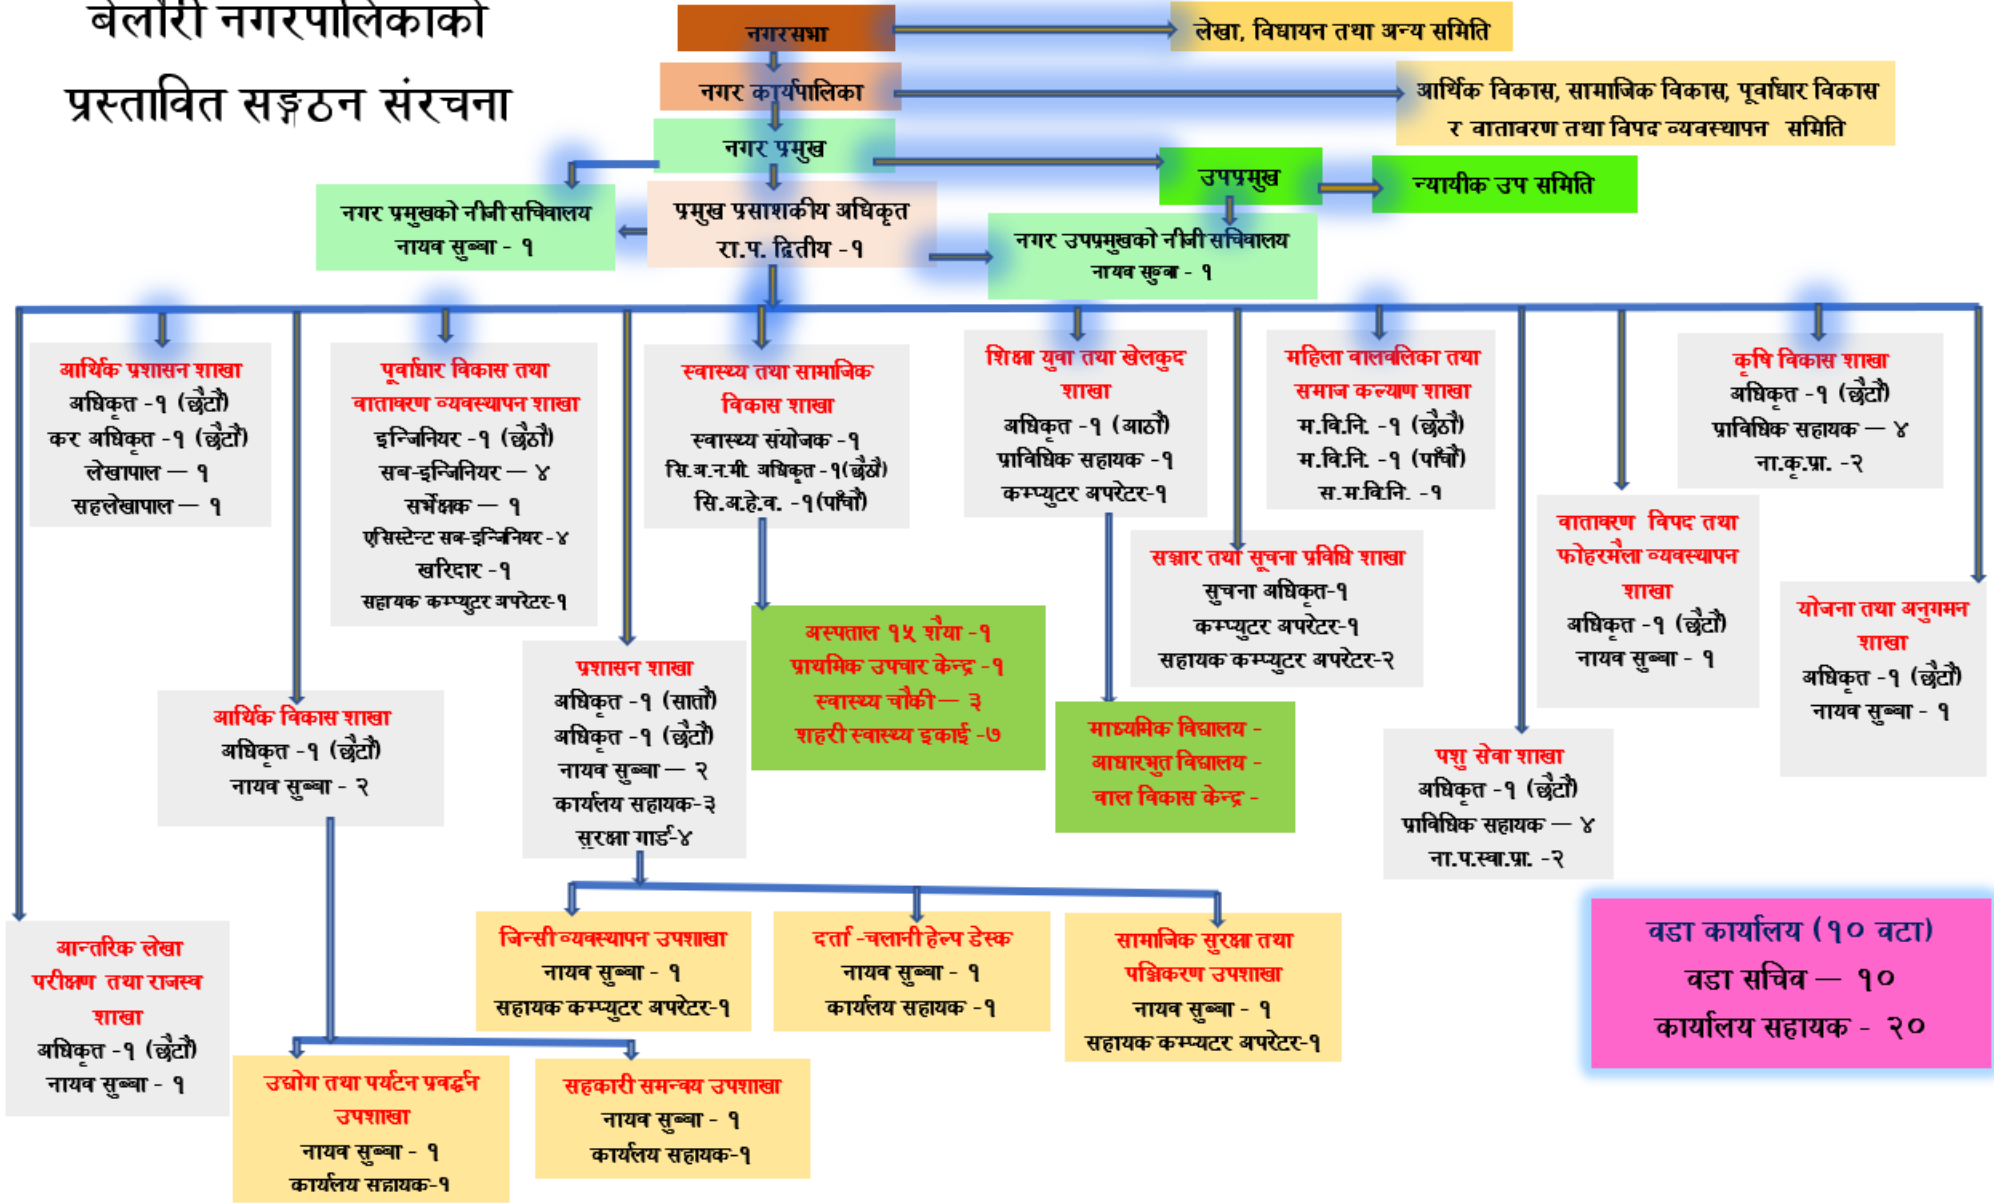 बेलौरी नगरपालिकाको
प्रस्तावित सङ्गठन संरचना
नगरसभा
लेखा, विधायन तथा अन्य समिति
नगर कार्यपालिका
आर्थिक विकास, सामाजिक विकास, पूर्वाधार विकास
र वातावरण तथा विपद व्यवस्थापन समिति
नगर प्रमुख
उपप्रमुख
न्यायीक उप समिति
नगर प्रमुखको नीजी सचिवालय
नायव सुब्बा - १
प्रमुख प्रसाशकीय अधिकृत
रा.प. द्वितीय -१
नगर उपप्रमुखको नीजी सचिवालय
नायव सुब्बा - १
आर्थिक प्रशासन शाखा
अधिकृत -१ (छैटौं)
कर अधिकृत -१ (छैटौं)
लेखापाल — १
सहलेखापाल — १
पूर्वाधार विकास तथा
वातावरण व्यवस्थापन शाखा
इन्जिनियर -१ (छैठौं)
सब-इन्जिनियर — ४
सर्भेक्षक — १
एसिस्टेन्ट सब-इन्जिनियर -४
खरिदार -१
सहायक कम्प्युटर अपरेटर-१
स्वास्थ्य तथा सामाजिक
विकास शाखा
स्वास्थ्य संयोजक -१
सि.अ.न.मी. अधिकृत -१(छैठौं)
सि.अ.हे.व. -१(पाँचौं)
शिक्षा युवा तथा खेलकुद
शाखा
अधिकृत -१ (आठौं)
प्राविधिक सहायक -१
कम्प्युटर अपरेटर-१
महिला वालवलिका तथा
समाज कल्याण शाखा
म.वि.नि. -१ (छैठौं)
म.वि.नि. -१ (पाँचौं)
स.म.वि.नि. -१
कृषि विकास शाखा
अधिकृत -१ (छैटौं)
प्राविधिक सहायक — ४
ना.कृ.प्रा. -२
सञ्चार तथा सूचना प्रविधि शाखा
सुचना अधिकृत-१
कम्प्युटर अपरेटर-१
सहायक कम्प्युटर अपरेटर-२
वातावरण विपद तथा
फोहरमैला व्यवस्थापन
शाखा
अधिकृत -१ (छैटौं)
नायव सुब्बा - १
योजना तथा अनुगमन
शाखा
अधिकृत -१ (छैटौं)
नायव सुब्बा - १
अस्पताल १५ शैया -१
प्राथमिक उपचार केन्द्र -१
स्वास्थ्य चौकी — ३
शहरी स्वास्थ्य इकाई -७
प्रशासन शाखा
अधिकृत -१ (सातौं)
अधिकृत -१ (छैटौं)
नायव सुब्बा — २
कार्यलय सहायक-३
सुरक्षा गार्ड-४
आर्थिक विकास शाखा
अधिकृत -१ (छैटौं)
नायव सुब्बा - २
माध्यमिक विद्यालय -
आधारभुत विद्यालय -
वाल विकास केन्द्र -
पशु सेवा शाखा
अधिकृत -१ (छैटौं)
प्राविधिक सहायक — ४
ना.प.स्वा.प्रा. -२
आन्तरिक लेखा
परीक्षण तथा राजस्व
शाखा
अधिकृत -१ (छैटौं)
नायव सुब्बा - १
जिन्सी व्यवस्थापन उपशाखा
नायव सुब्बा - १
सहायक कम्प्युटर अपरेटर-१
दर्ता -चलानी हेल्प डेस्क
नायव सुब्बा - १
कार्यलय सहायक -१
सामाजिक सुरक्षा तथा
पञ्जिकरण उपशाखा
नायव सुब्बा - १
सहायक कम्प्यटर अपरेटर-१
वडा कार्यालय (१० वटा)
वडा सचिव — १०
कार्यालय सहायक - २०
उद्योग तथा पर्यटन प्रवर्द्धन
उपशाखा
नायव सुब्बा - १
कार्यलय सहायक-१
सहकारी समन्वय उपशाखा
नायव सुब्बा - १
कार्यलय सहायक-१